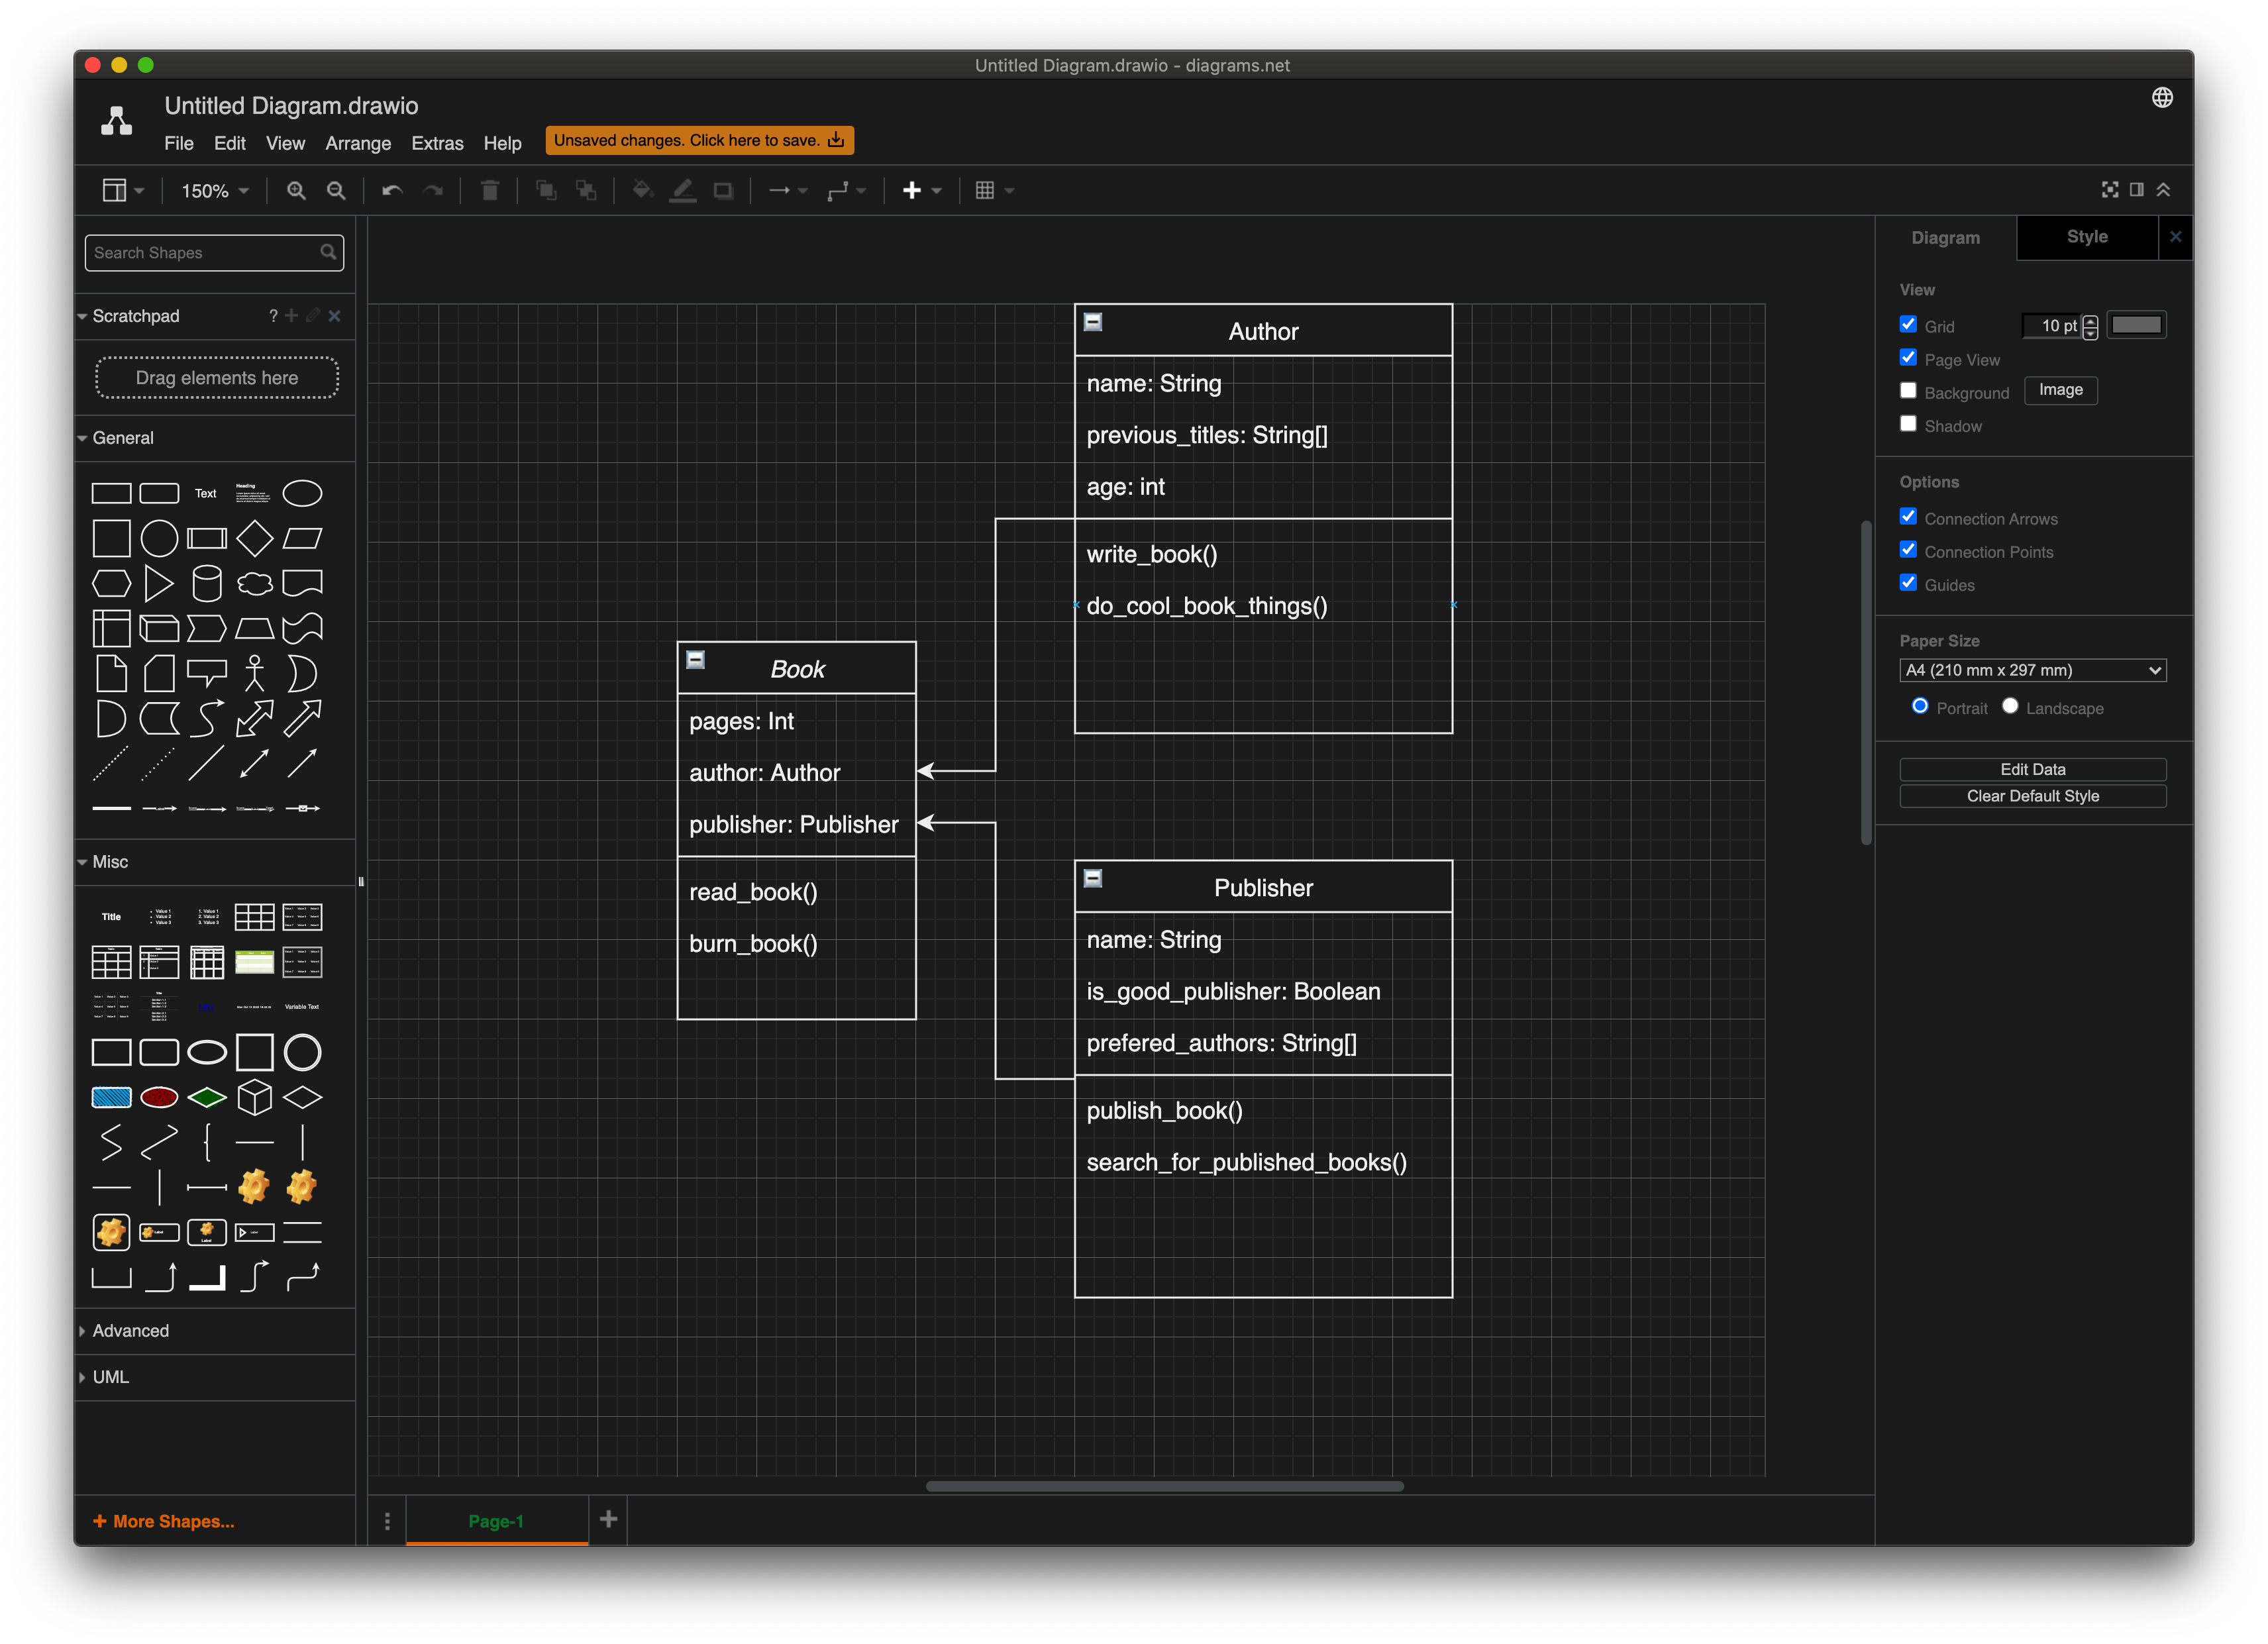 Untitled Diagram.drawio - diagrams.net
Untitled Diagram.drawio
File Edit View Arrange Extras Help Unsaved changes. Click here to save.
150%
Search Shapes
Scratchpad ?
Drag elements here
General
Text
Heading
Misc
Title
Variable Text
Label
Advanced
UML
+ More Shapes...
Author
name: String
previous_titles: String[]
age: int
write_book()
do_cool_book_things()
Book
pages: Int
author: Author
publisher: Publisher
read_book()
burn_book()
Publisher
name: String
is_good_publisher: Boolean
prefered_authors: String[]
publish_book()
search_for_published_books()
Page-1
Diagram Style
View
Grid 10 pt
Page View
Background Image
Shadow
Options
Connection Arrows
Connection Points
Guides
Paper Size
A4 (210 mm x 297 mm)
Portrait Landscape
Edit Data
Clear Default Style